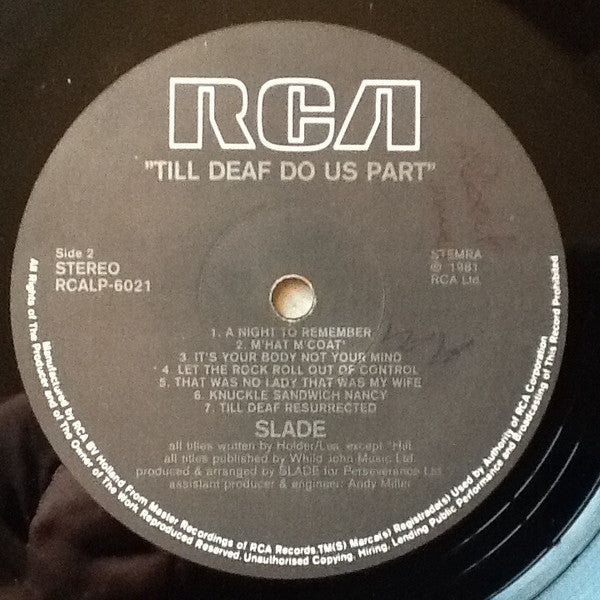 RCA
"TILL DEAF DO US PART"
Side 2
STEREO
RCALP-6021
STEMRA
℗ 1981
RCA Ltd.
1. A NIGHT TO REMEMBER
2. M'HAT M'COAT*
3. IT'S YOUR BODY NOT YOUR MIND
4. LET THE ROCK ROLL OUT OF CONTROL
5. THAT WAS NO LADY THAT WAS MY WIFE
6. KNUCKLE SANDWICH NANCY
7. TILL DEAF RESURRECTED
SLADE
all titles written by Holder/Lea except *Hill
all titles published by Whild John Music Ltd.
produced & arranged by SLADE for Perseverance Ltd.
assistant producer & engineer: Andy Miller
Manufactured by RCA BV Holland From Master Recordings of RCA Records.TM(S) Marca(s) Registrada(s) Used by Authority of RCA Corporation
All Rights of The Producers and of The Owner of The Work Reproduced Reserved. Unauthorised Copying, Hiring, Lending Public Performance and Broadcasting of This Record Prohibited